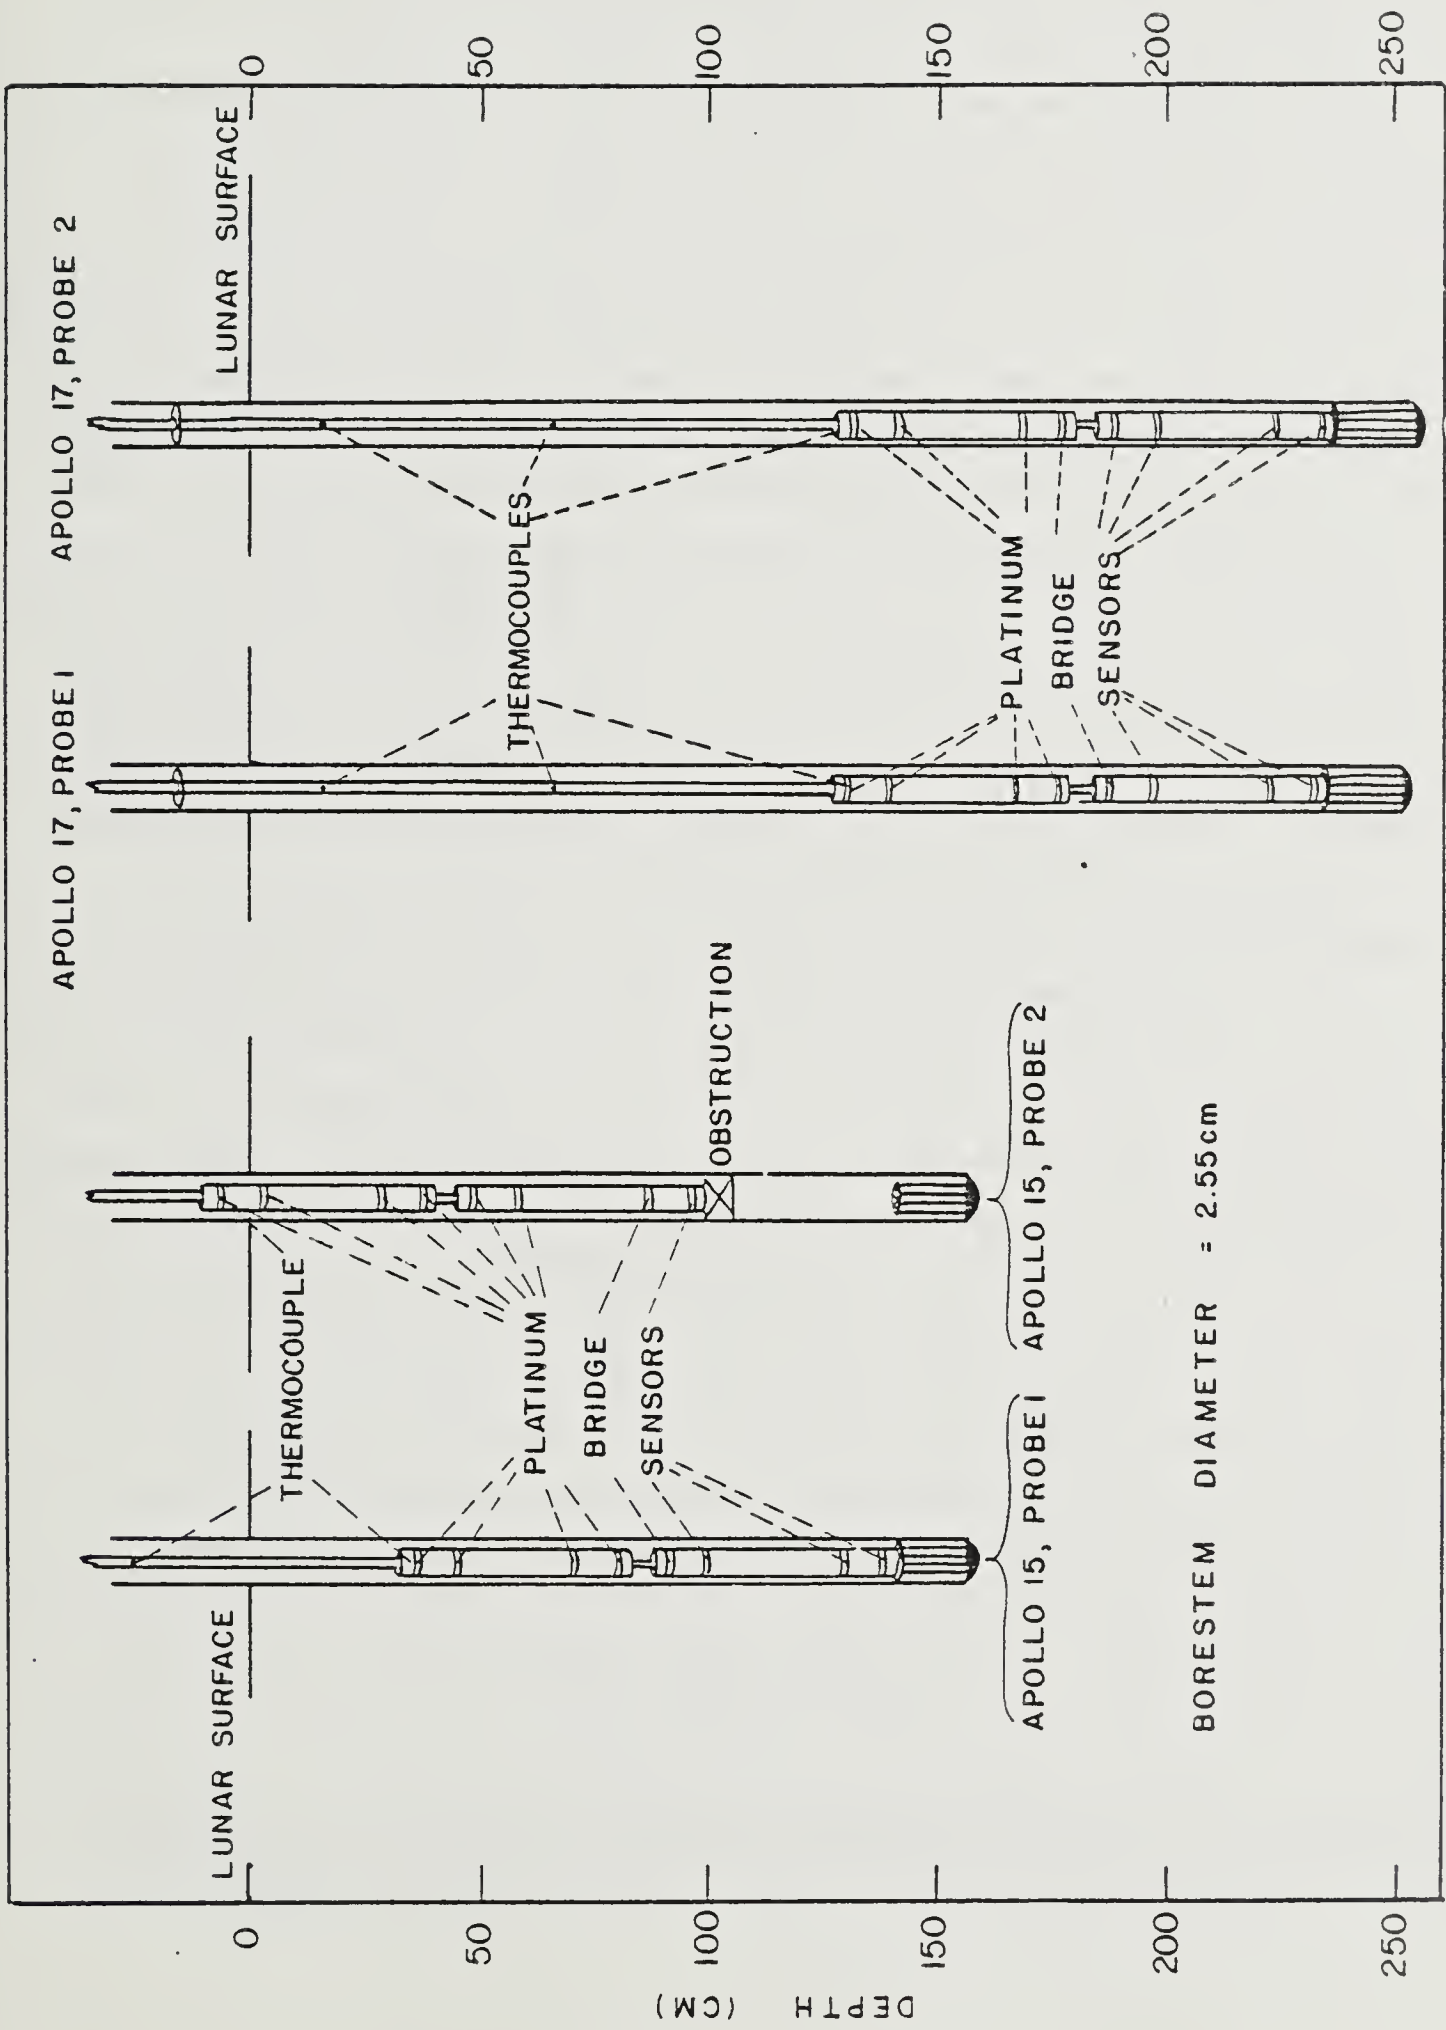 APOLLO 17, PROBE 1
APOLLO 17, PROBE 2
LUNAR SURFACE
LUNAR SURFACE
0
50
100
150
200
250
DEPTH
(CM)
0
50
100
150
200
250
THERMOCOUPLE
PLATINUM
BRIDGE
SENSORS
OBSTRUCTION
THERMOCOUPLES
PLATINUM
BRIDGE
SENSORS
APOLLO 15, PROBE 1
APOLLO 15, PROBE 2
BORESTEM DIAMETER = 2.55cm